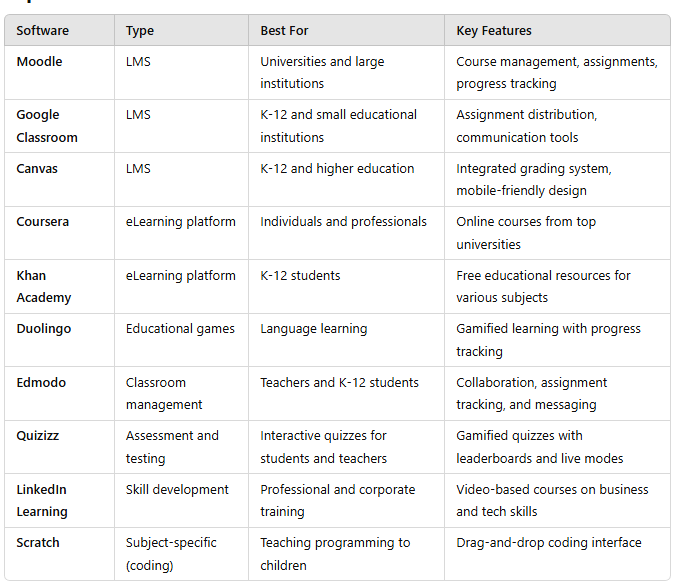 Software Type Best For Key Features
Moodle LMS Universities and large Course management, assignments,
institutions progress tracking
Google LMS K-12 and small educational Assignment distribution,
Classroom institutions communication tools
Canvas LMS K-12 and higher education Integrated grading system,
mobile-friendly design
Coursera eLearning platform Individuals and professionals Online courses from top
universities
Khan eLearning platform K-12 students Free educational resources for
Academy various subjects
Duolingo Educational games Language learning Gamified learning with progress
tracking
Edmodo Classroom Teachers and K-12 students Collaboration, assignment
management tracking, and messaging
Quizizz Assessment and Interactive quizzes for Gamified quizzes with
testing students and teachers leaderboards and live modes
LinkedIn Skill development Professional and corporate Video-based courses on business
Learning training and tech skills
Scratch Subject-specific Teaching programming to Drag-and-drop coding interface
(coding) children